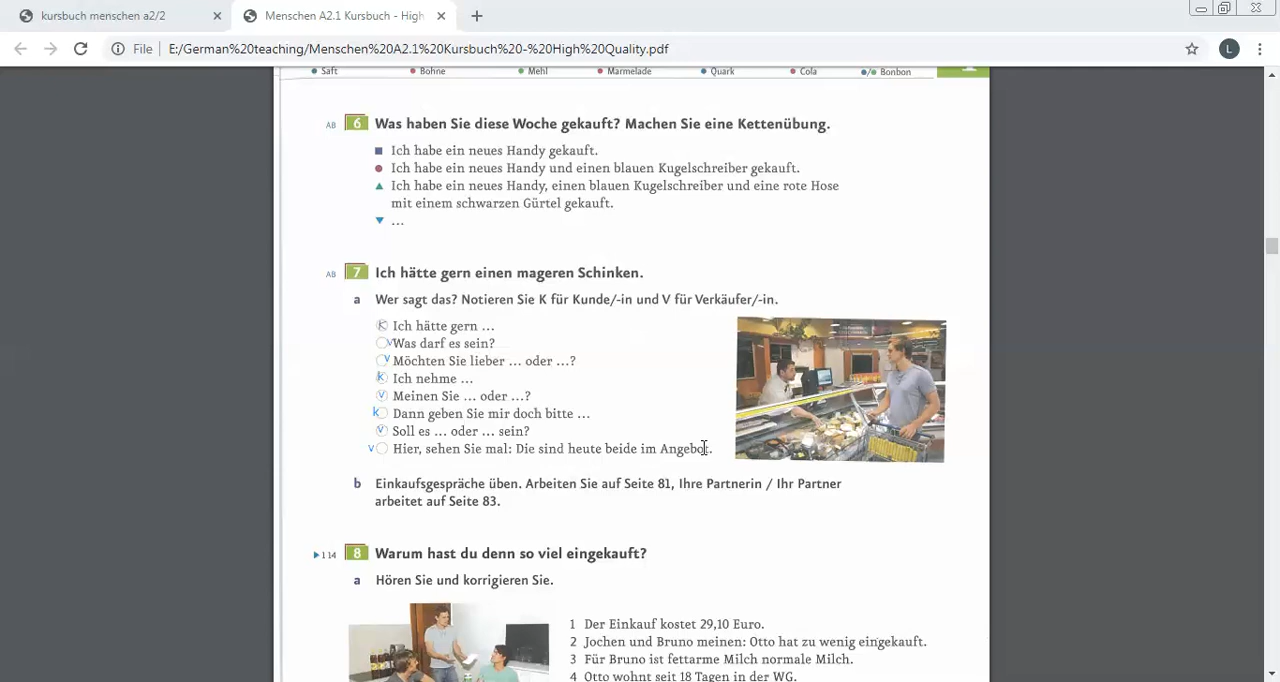 kursbuch menschen a2/2
Menschen A2.1 Kursbuch - High
File
E:/German%20teaching/Menschen%20A2.1%20Kursbuch%20-%20High%20Quality.pdf
L
Saft
Bohne
Mehl
Marmelade
Quark
Cola
Bonbon
AB 6 Was haben Sie diese Woche gekauft? Machen Sie eine Kettenübung.
Ich habe ein neues Handy gekauft.
Ich habe ein neues Handy und einen blauen Kugelschreiber gekauft.
Ich habe ein neues Handy, einen blauen Kugelschreiber und eine rote Hose
mit einem schwarzen Gürtel gekauft.
...
AB 7 Ich hätte gern einen mageren Schinken.
a Wer sagt das? Notieren Sie K für Kunde/-in und V für Verkäufer/-in.
K Ich hätte gern ...
V Was darf es sein?
V Möchten Sie lieber ... oder ...?
K Ich nehme ...
V Meinen Sie ... oder ...?
K Dann geben Sie mir doch bitte ...
V Soll es ... oder ... sein?
V Hier, sehen Sie mal: Die sind heute beide im Angebot.
b Einkaufsgespräche üben. Arbeiten Sie auf Seite 81, Ihre Partnerin / Ihr Partner
arbeitet auf Seite 83.
1 14 8 Warum hast du denn so viel eingekauft?
a Hören Sie und korrigieren Sie.
1 Der Einkauf kostet 29,10 Euro.
2 Jochen und Bruno meinen: Otto hat zu wenig eingekauft.
3 Für Bruno ist fettarme Milch normale Milch.
4 Otto wohnt seit 18 Tagen in der WG.